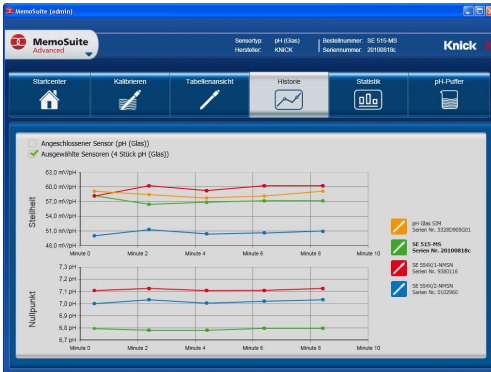 MemoSuite (admin)
MemoSuite
Advanced
Sensortyp: pH (Glas)
Hersteller: KNICK
Bestellnummer: SE 515-MS
Seriennummer: 20100818c
Knick
Startcenter
Kalibrieren
Tabellenansicht
Historie
Statistik
pH-Puffer
Angeschlossener Sensor (pH (Glas))
Ausgewählte Sensoren (4 Stück pH (Glas))
Steilheit
63,0 mV/pH
60,0 mV/pH
57,0 mV/pH
54,0 mV/pH
51,0 mV/pH
48,0 mV/pH
Minute 0
Minute 2
Minute 4
Minute 6
Minute 8
Minute 10
Nullpunkt
7,3 pH
7,2 pH
7,1 pH
7,0 pH
6,9 pH
6,8 pH
6,7 pH
Minute 0
Minute 2
Minute 4
Minute 6
Minute 8
Minute 10
pH Glas SIM
Serien Nr. 3328D905G01
SE 515-MS
Serien Nr. 20100818c
SE 554X/1-NMSN
Serien Nr. 9380116
SE 554X/2-NMSN
Serien Nr. 0102960